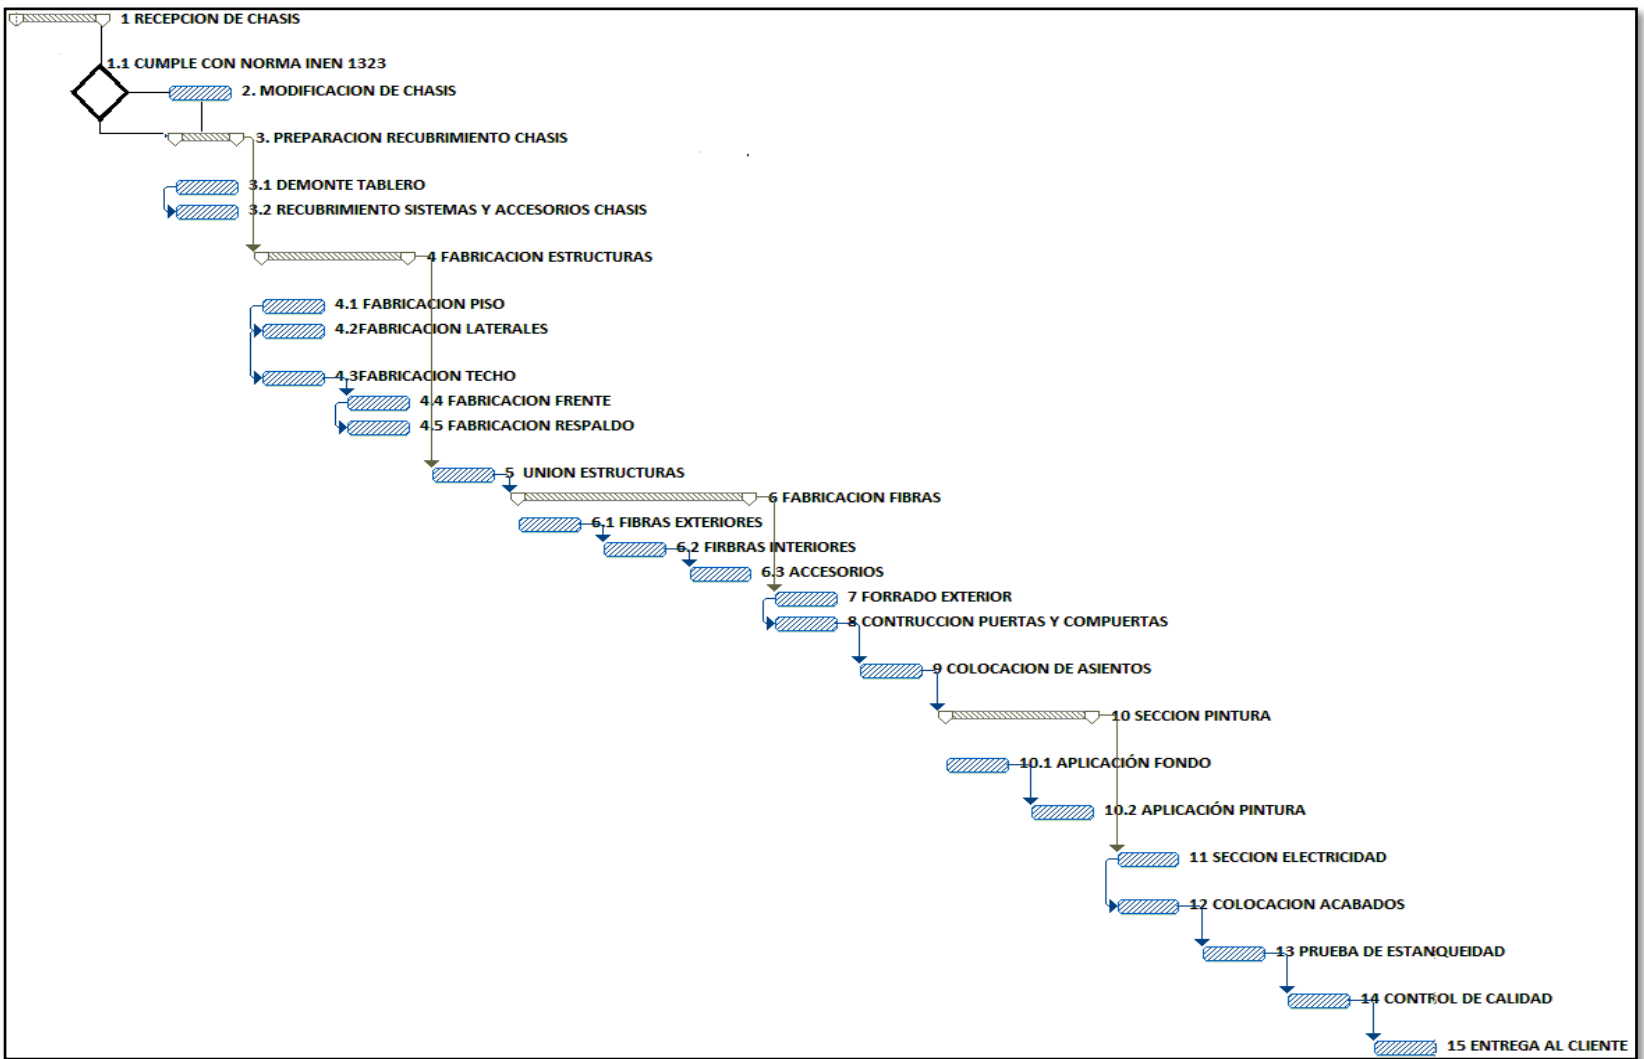 1 RECEPCION DE CHASIS
1.1 CUMPLE CON NORMA INEN 1323
2. MODIFICACION DE CHASIS
3. PREPARACION RECUBRIMIENTO CHASIS
3.1 DEMONTE TABLERO
3.2 RECUBRIMIENTO SISTEMAS Y ACCESORIOS CHASIS
4 FABRICACION ESTRUCTURAS
4.1 FABRICACION PISO
4.2FABRICACION LATERALES
4.3FABRICACION TECHO
4.4 FABRICACION FRENTE
4.5 FABRICACION RESPALDO
5 UNION ESTRUCTURAS
6 FABRICACION FIBRAS
6.1 FIBRAS EXTERIORES
6.2 FIRBRAS INTERIORES
6.3 ACCESORIOS
7 FORRADO EXTERIOR
8 CONTRUCCION PUERTAS Y COMPUERTAS
9 COLOCACION DE ASIENTOS
10 SECCION PINTURA
10.1 APLICACIÓN FONDO
10.2 APLICACIÓN PINTURA
11 SECCION ELECTRICIDAD
12 COLOCACION ACABADOS
13 PRUEBA DE ESTANQUEIDAD
14 CONTROL DE CALIDAD
15 ENTREGA AL CLIENTE